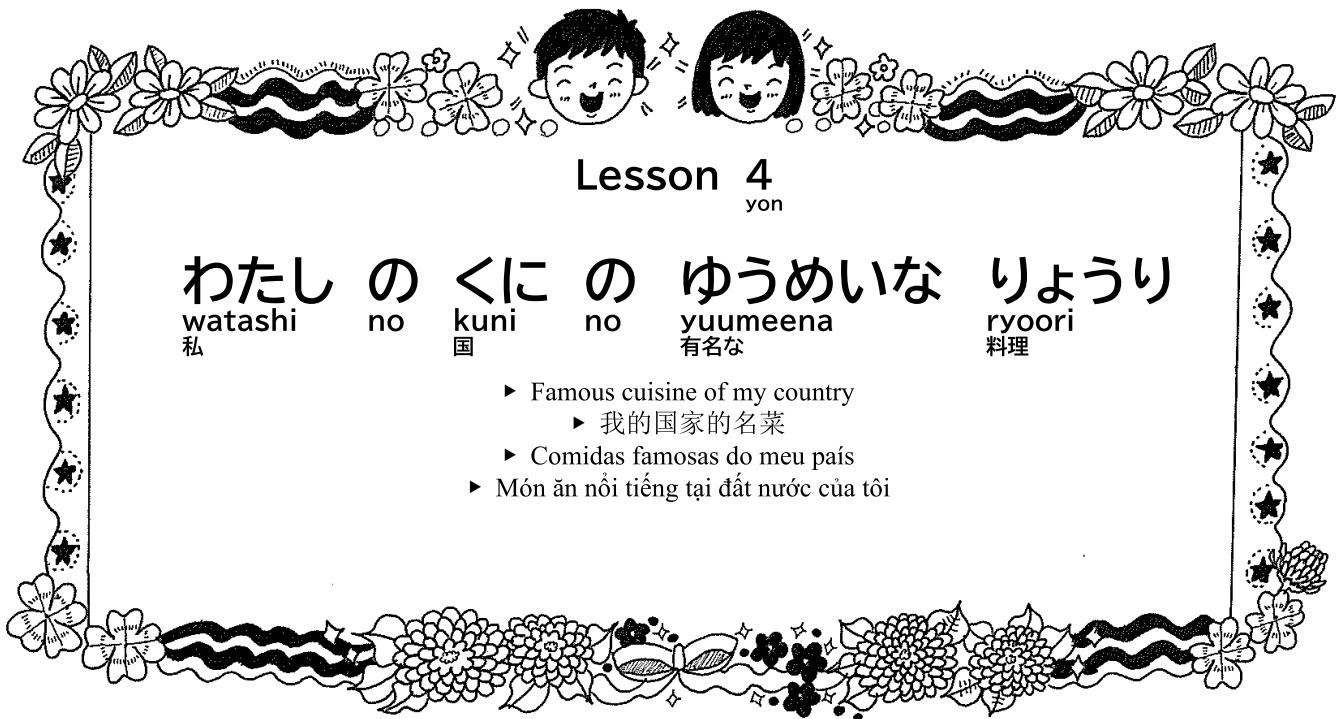 Lesson 4
yon
わたし の くに の ゆうめいな りょうり
watashi no kuni no yuumeena ryoori
私 国 有名な 料理
▶ Famous cuisine of my country
▶ 我的国家的名菜
▶ Comidas famosas do meu país
▶ Món ăn nổi tiếng tại đất nước của tôi